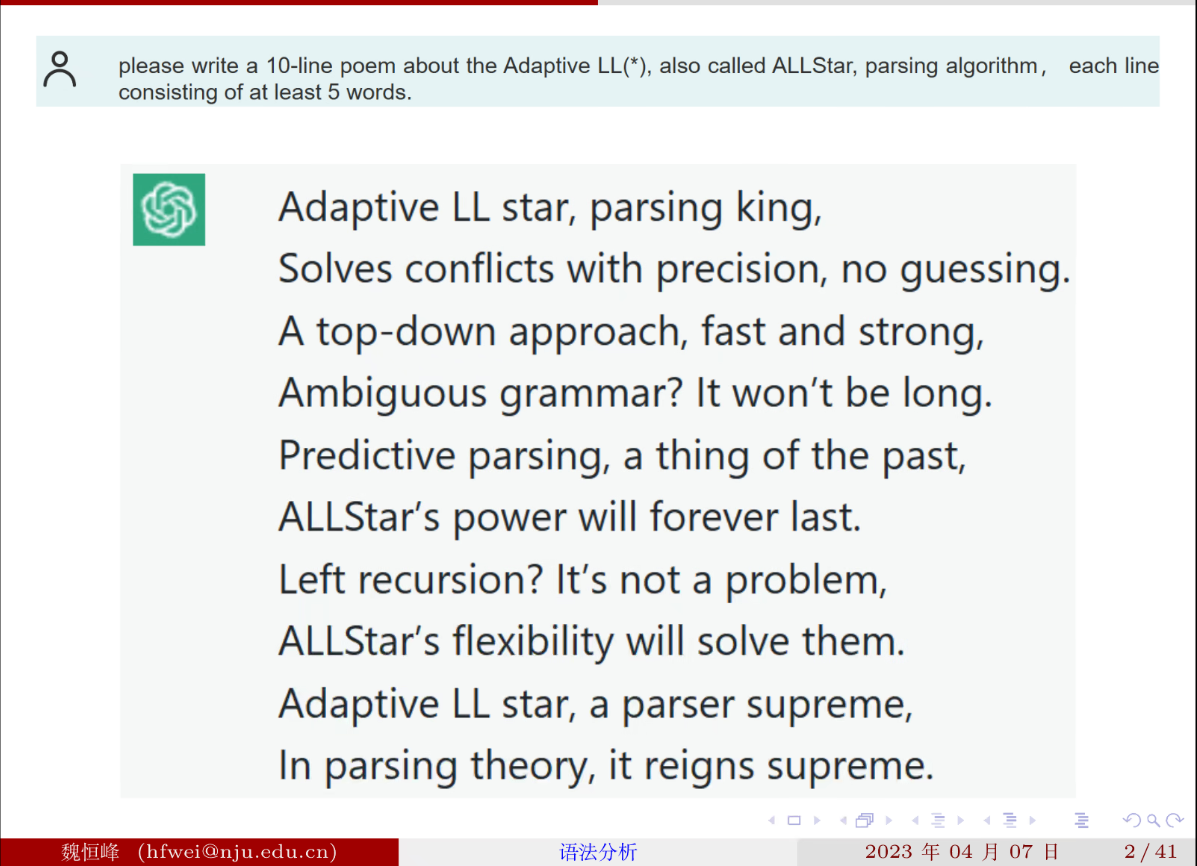 please write a 10-line poem about the Adaptive LL(*), also called ALLStar, parsing algorithm， each line
consisting of at least 5 words.
Adaptive LL star, parsing king,
Solves conflicts with precision, no guessing.
A top-down approach, fast and strong,
Ambiguous grammar? It won't be long.
Predictive parsing, a thing of the past,
ALLStar's power will forever last.
Left recursion? It's not a problem,
ALLStar's flexibility will solve them.
Adaptive LL star, a parser supreme,
In parsing theory, it reigns supreme.
魏恒峰 (hfwei@nju.edu.cn) 语法分析 2023 年 04 月 07 日 2 / 41